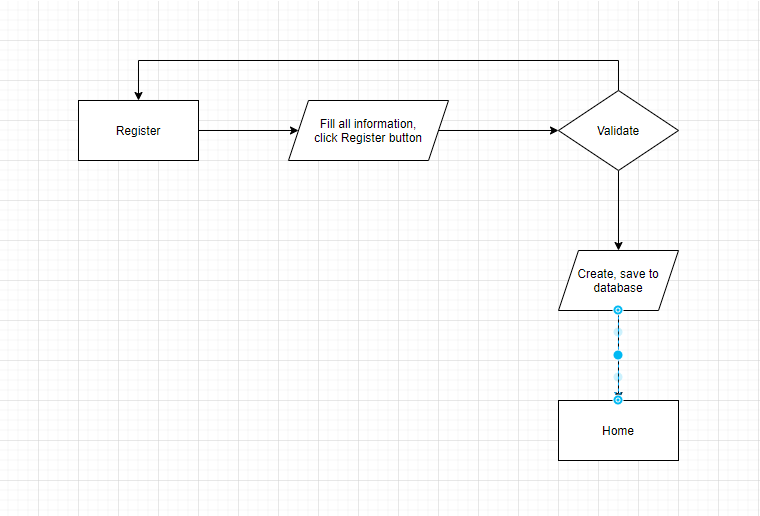 Register
Fill all information,
click Register button
Validate
Create, save to
database
Home